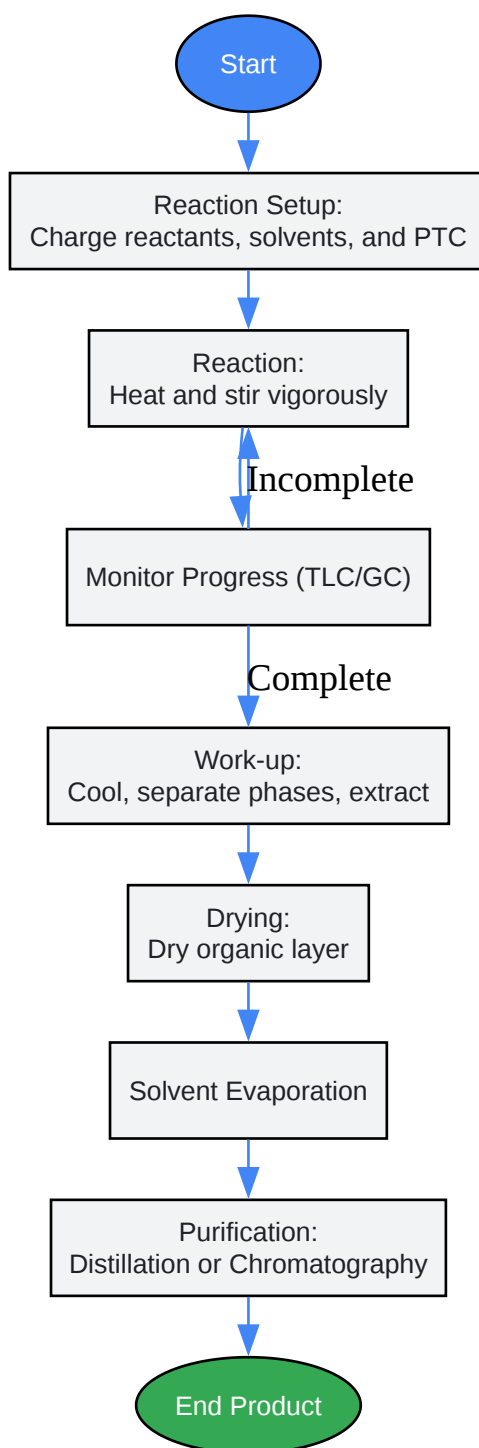 Start
Reaction Setup:
Charge reactants, solvents, and PTC
Reaction:
Heat and stir vigorously
Incomplete
Monitor Progress (TLC/GC)
Complete
Work-up:
Cool, separate phases, extract
Drying:
Dry organic layer
Solvent Evaporation
Purification:
Distillation or Chromatography
End Product